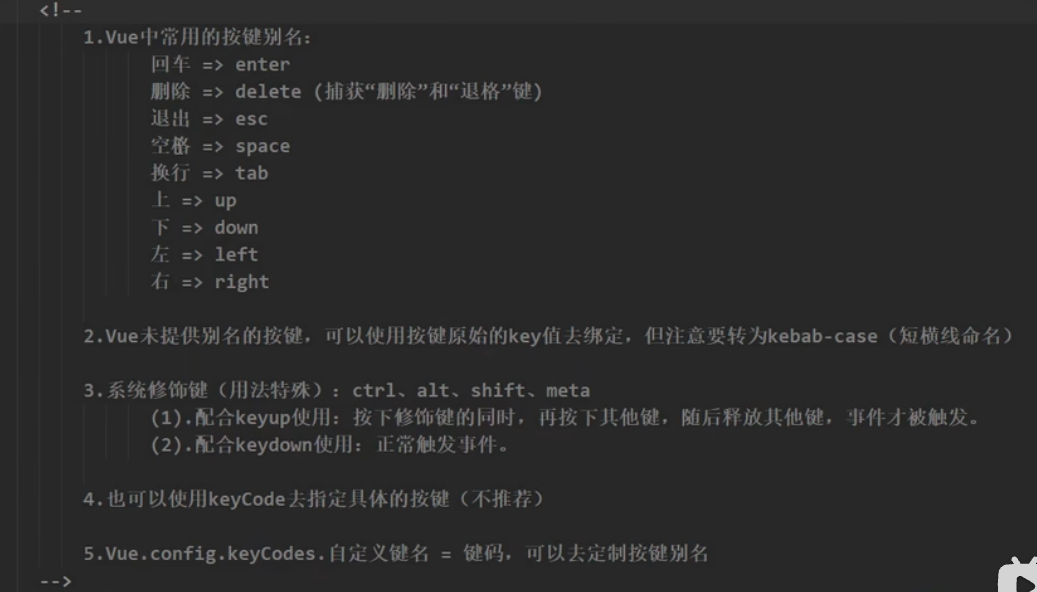 <!--
1.Vue中常用的按键别名:
回车 => enter
删除 => delete (捕获“删除”和“退格”键)
退出 => esc
空格 => space
换行 => tab
上 => up
下 => down
左 => left
右 => right
2.Vue未提供别名的按键，可以使用按键原始的key值去绑定，但注意要转为kebab-case（短横线命名）
3.系统修饰键（用法特殊）：ctrl、alt、shift、meta
(1).配合keyup使用：按下修饰键的同时，再按下其他键，随后释放其他键，事件才被触发。
(2).配合keydown使用：正常触发事件。
4.也可以使用keyCode去指定具体的按键（不推荐）
5.Vue.config.keyCodes.自定义键名 = 键码，可以去定制按键别名
-->